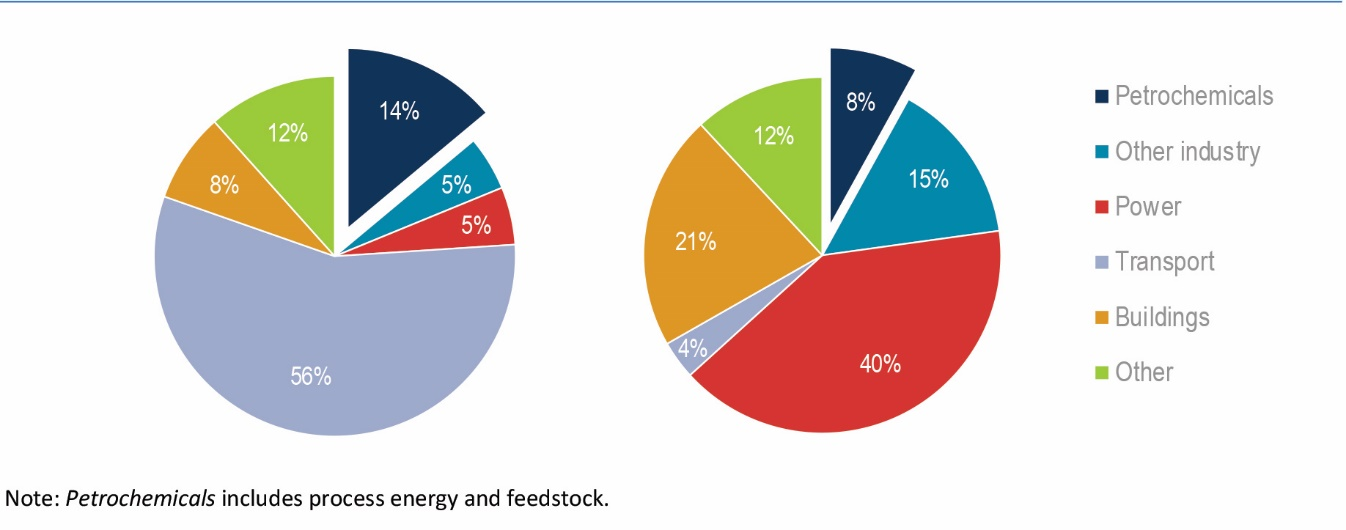 14%
5%
5%
56%
8%
12%
8%
15%
40%
4%
21%
12%
Petrochemicals
Other industry
Power
Transport
Buildings
Other
Note: Petrochemicals includes process energy and feedstock.